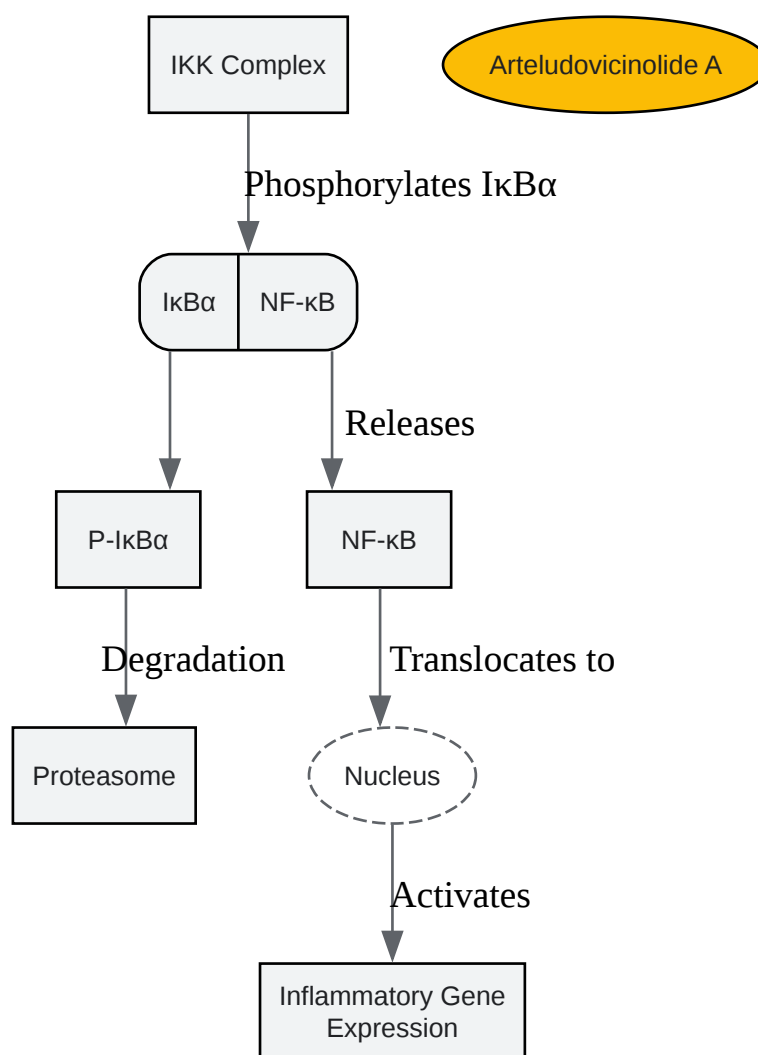 IKK Complex
Arteludovicinolide A
Phosphorylates IκBα
IκBα
NF-κB
Releases
P-IκBα
NF-κB
Degradation
Translocates to
Proteasome
Nucleus
Activates
Inflammatory Gene
Expression